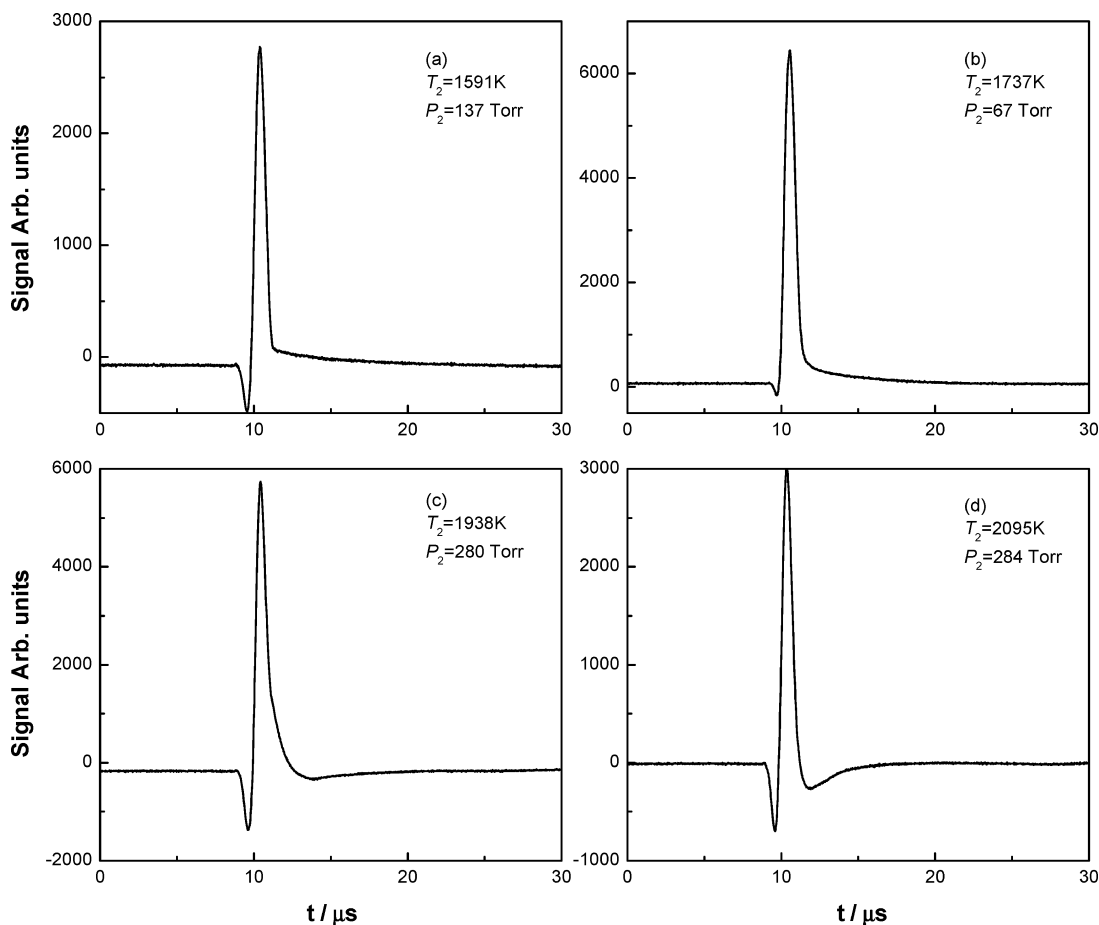 Signal Arb. units
3000
2000
1000
0
0
10
20
30
(a)
T2=1591K
P2=137 Torr
6000
4000
2000
0
0
10
20
30
(b)
T2=1737K
P2=67 Torr
Signal Arb. units
6000
4000
2000
0
-2000
0
10
20
30
(c)
T2=1938K
P2=280 Torr
t / μs
3000
2000
1000
0
-1000
0
10
20
30
(d)
T2=2095K
P2=284 Torr
t / μs